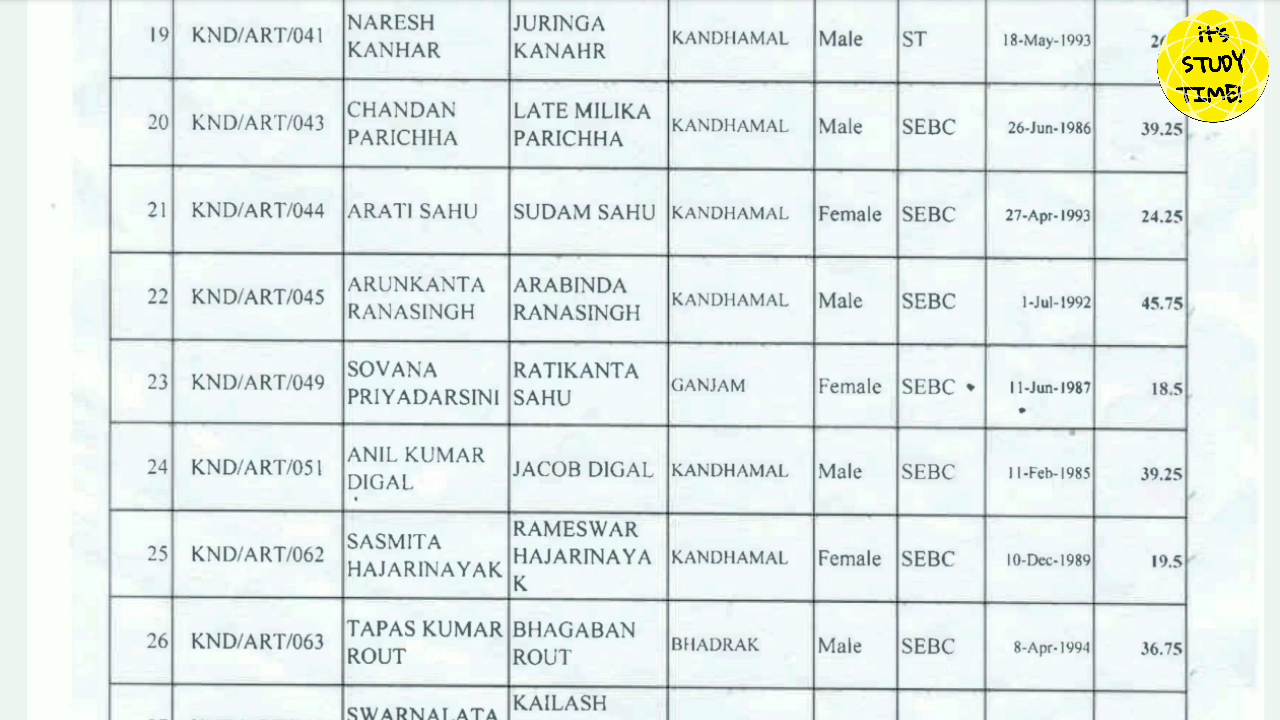 19 KND/ART/041 NARESH KANHAR JURINGA KANAHR KANDHAMAL Male ST 18-May-1993
IT'S STUDY TIME!
20 KND/ART/043 CHANDAN PARICHHA LATE MILIKA PARICHHA KANDHAMAL Male SEBC 26-Jun-1986 39.25
21 KND/ART/044 ARATI SAHU SUDAM SAHU KANDHAMAL Female SEBC 27-Apr-1993 24.25
22 KND/ART/045 ARUNKANTA RANASINGH ARABINDA RANASINGH KANDHAMAL Male SEBC 1-Jul-1992 45.75
23 KND/ART/049 SOVANA PRIYADARSINI RATIKANTA SAHU GANJAM Female SEBC 11-Jun-1987 18.5
24 KND/ART/051 ANIL KUMAR DIGAL JACOB DIGAL KANDHAMAL Male SEBC 11-Feb-1985 39.25
25 KND/ART/062 SASMITA HAJARINAYAK RAMESWAR HAJARINAYA K KANDHAMAL Female SEBC 10-Dec-1989 19.5
26 KND/ART/063 TAPAS KUMAR ROUT BHAGABAN ROUT BHADRAK Male SEBC 8-Apr-1994 36.75
SWARNALATA KAILASH